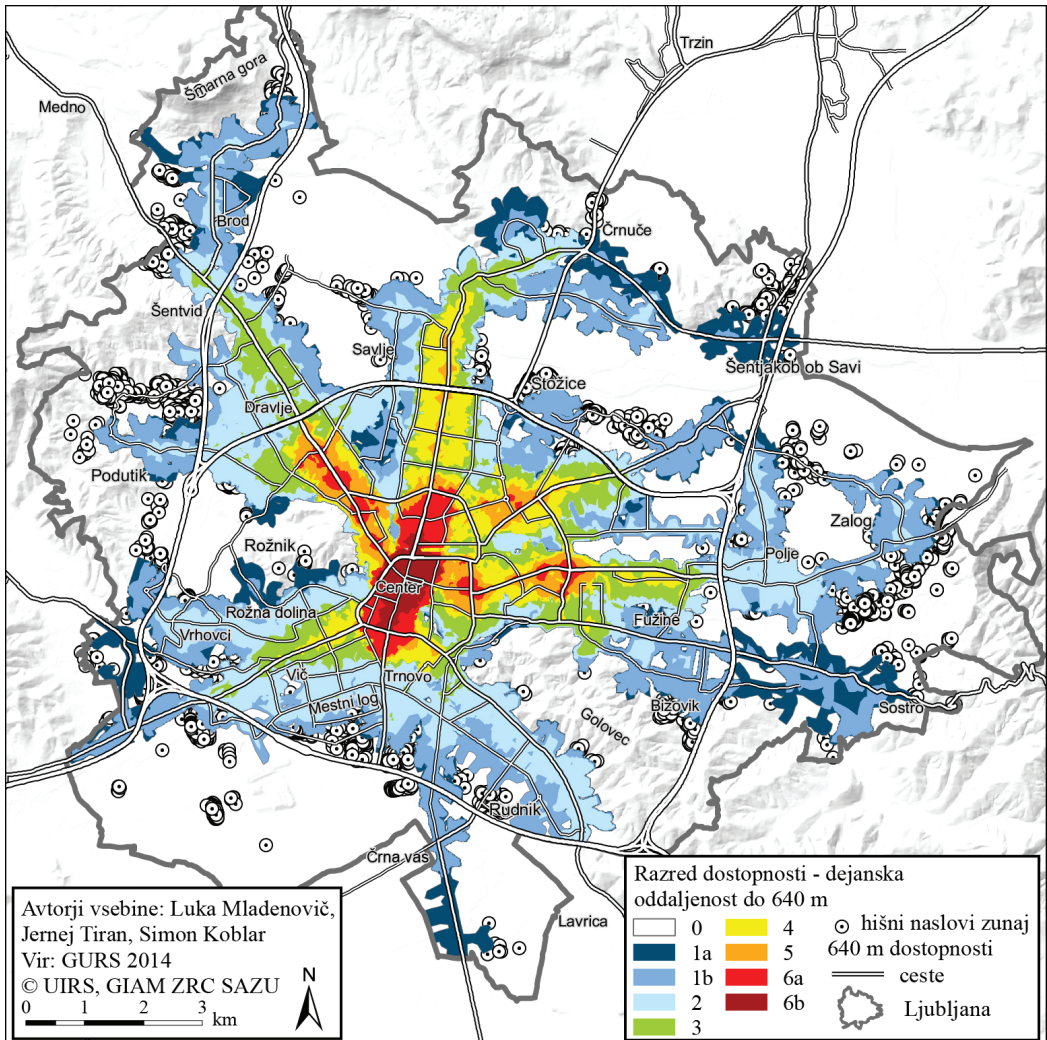 Trzin
Šmarna gora
Medno
Brod
Črnuče
Šentvid
Savlje
Šentjakob ob Savi
Stožice
Dravlje
Podutik
Zalog
Rožnik
Polje
Center
Rožna dolina
Fužine
Vrhovci
Vič
Trnovo
Mestni log
Bizovik
Sostro
Golovec
Rudnik
Črna vas
Lavrica
Avtorji vsebine: Luka Mladenovič,
Jernej Tiran, Simon Koblar
Vir: GURS 2014
© UIRS, GIAM ZRC SAZU
N
0 1 2 3
km
Razred dostopnosti - dejanska
oddaljenost do 640 m
0
1a
1b
2
3
4
5
6a
6b
hišni naslovi zunaj
640 m dostopnosti
ceste
Ljubljana